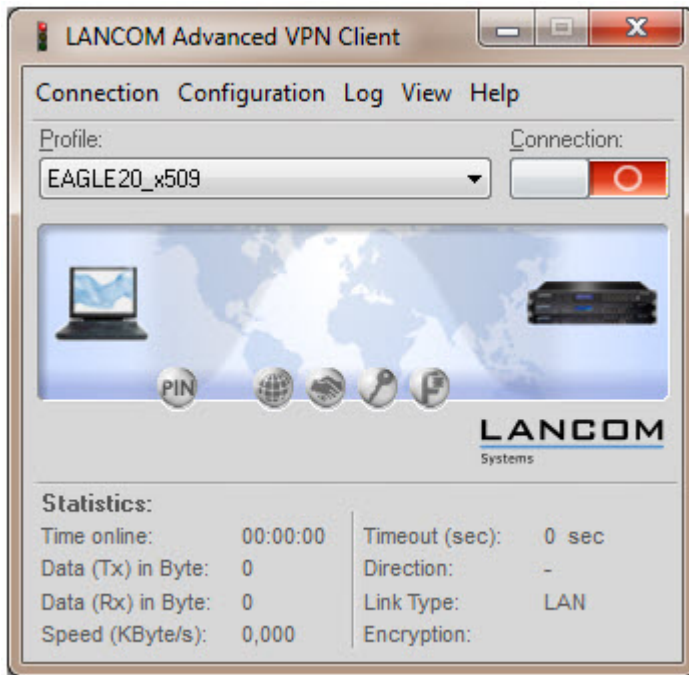 LANCOM Advanced VPN Client
Connection Configuration Log View Help
Profile: Connection:
EAGLE20_x509
PIN
LANCOM
Systems
Statistics:
Time online: 00:00:00 Timeout (sec): 0 sec
Data (Tx) in Byte: 0 Direction: -
Data (Rx) in Byte: 0 Link Type: LAN
Speed (KByte/s): 0,000 Encryption: